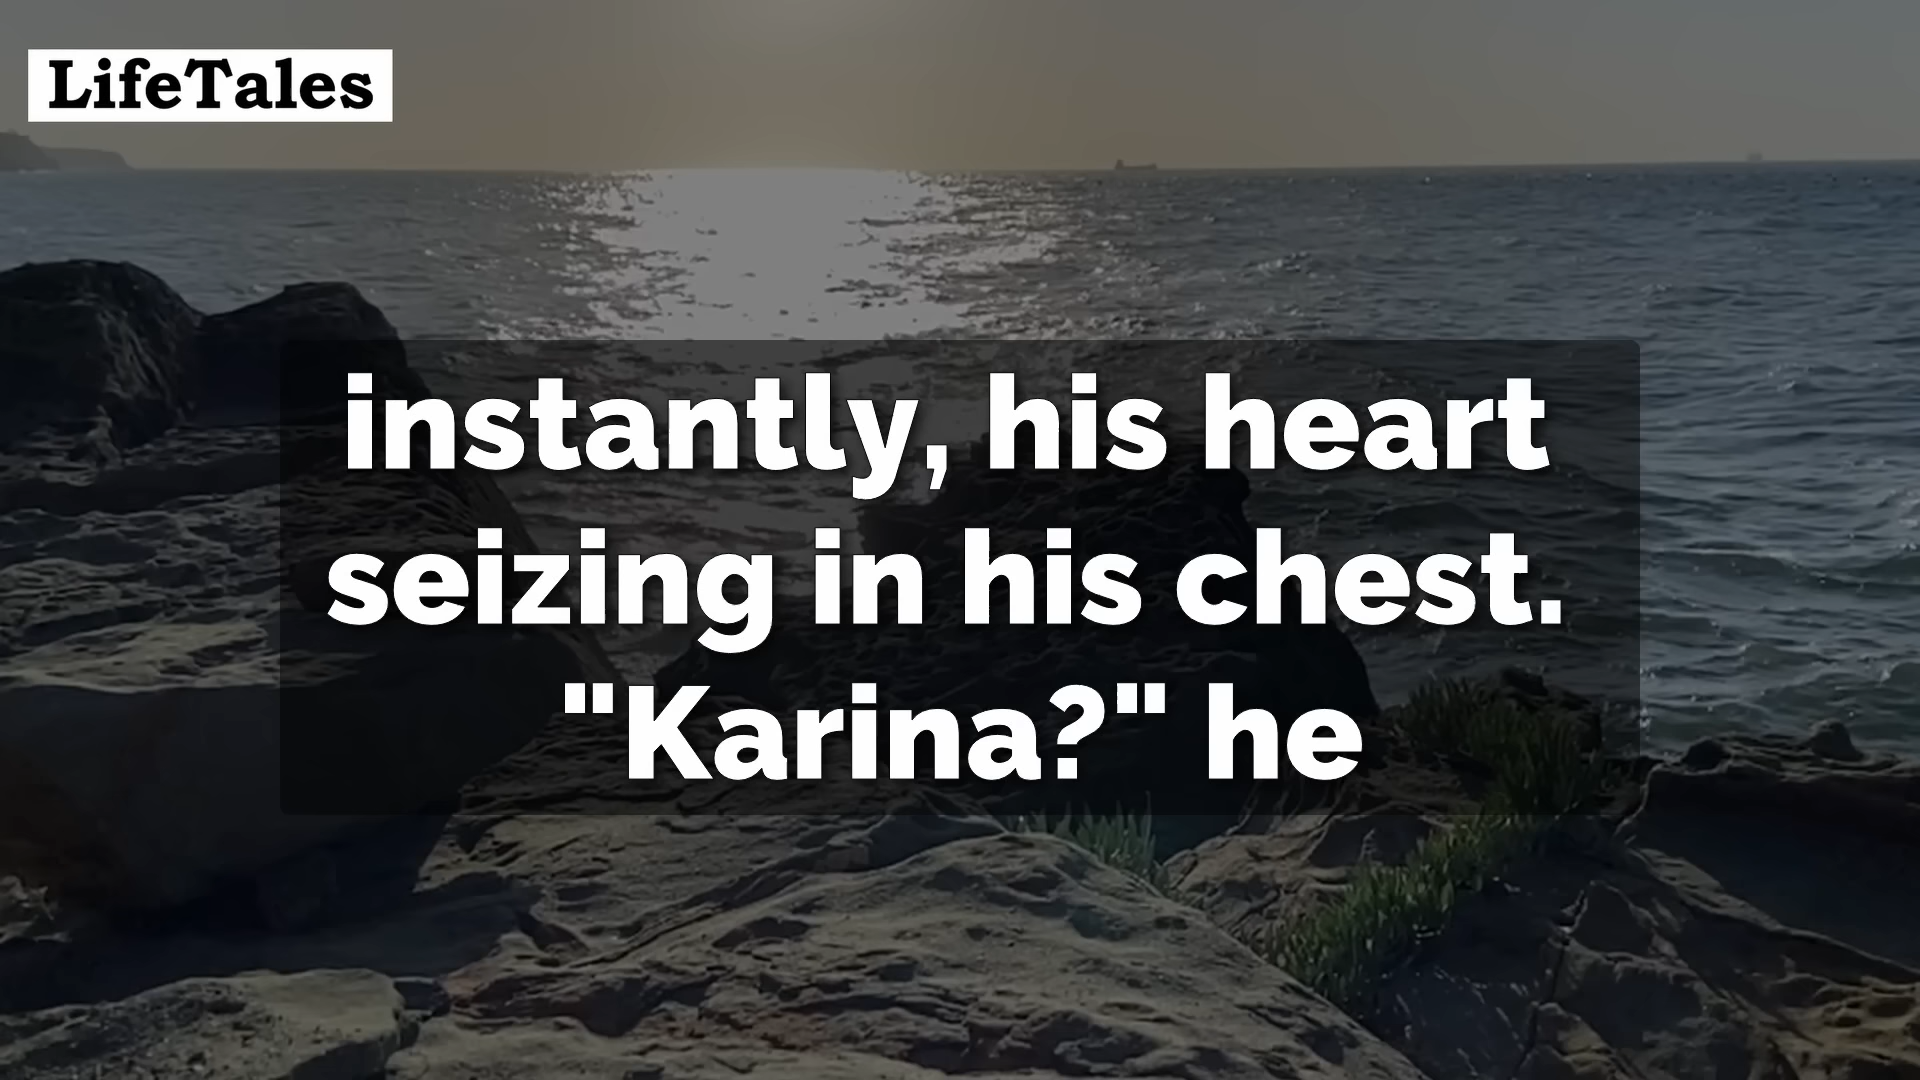 LifeTales
instantly, his heart
seizing in his chest.
"Karina?" he